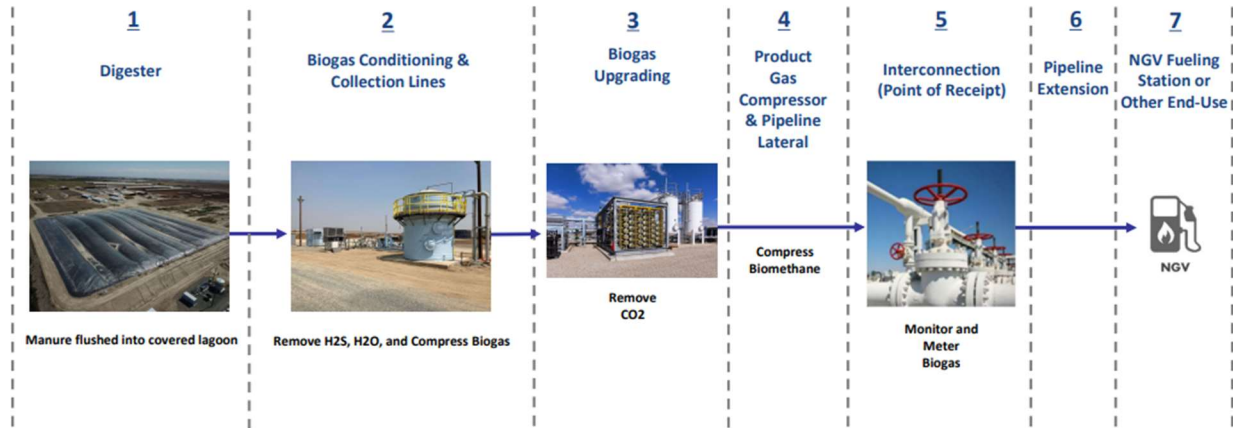 1
Digester
Manure flushed into covered lagoon
2
Biogas Conditioning &
Collection Lines
Remove H2S, H2O, and Compress Biogas
3
Biogas
Upgrading
Remove
CO2
4
Product
Gas
Compressor
& Pipeline
Lateral
Compress
Biomethane
5
Interconnection
(Point of Receipt)
Monitor and
Meter
Biogas
6
Pipeline
Extension
7
NGV Fueling
Station or
Other End-Use
NGV